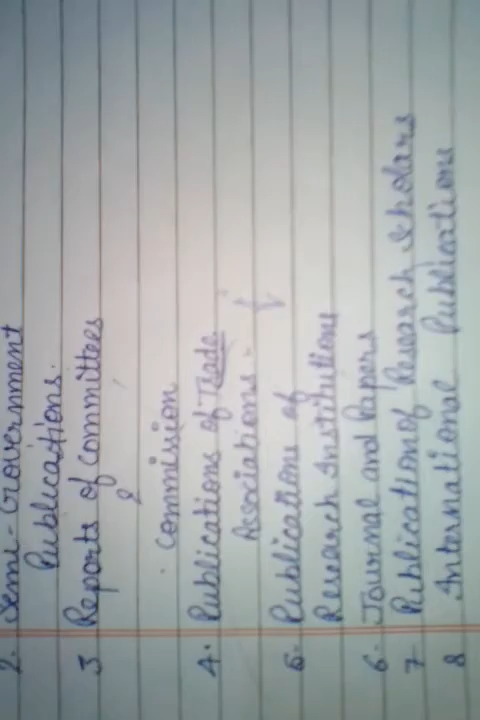 2. Semi-Government
Publications.
3 Reports of Committees
&
Commission
4. Publications of Trade
Associations.
5. Publications of
Research Institutions
6. Journal and Papers
7 Publication of Research Scholars
8 International Publications